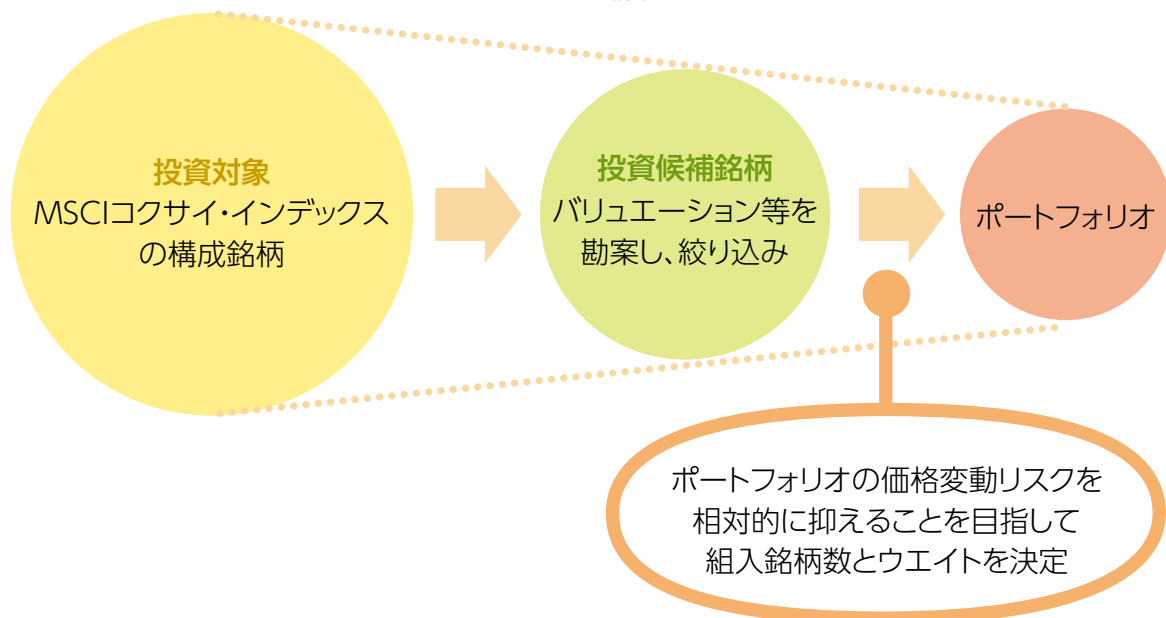 投資対象
MSCIコクサイ・インデックス
の構成銘柄
投資候補銘柄
バリュエーション等を
勘案し、絞り込み
ポートフォリオ
ポートフォリオの価格変動リスクを
相対的に抑えることを目指して
組入銘柄数とウエイトを決定